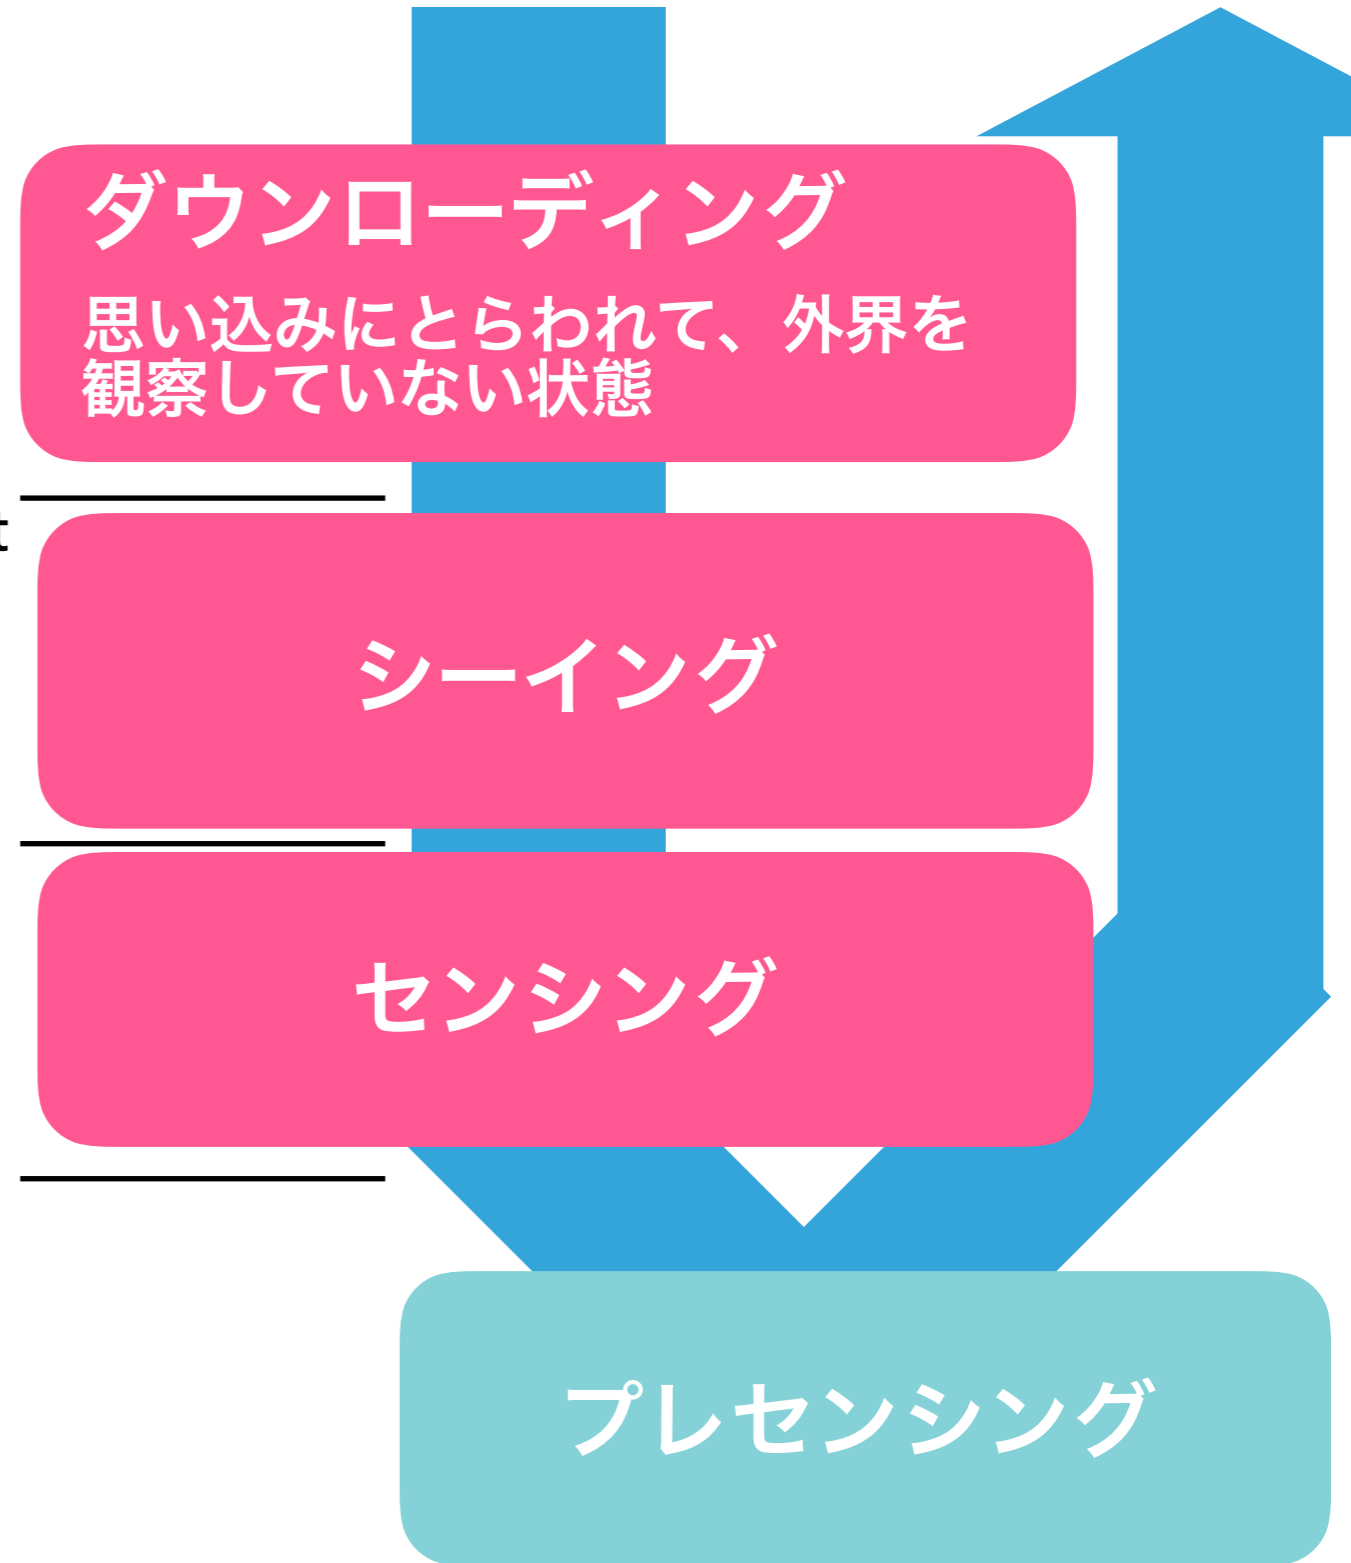 ダウンローディング
思い込みにとらわれて、外界を
観察していない状態
t
シーイング
センシング
プレセンシング